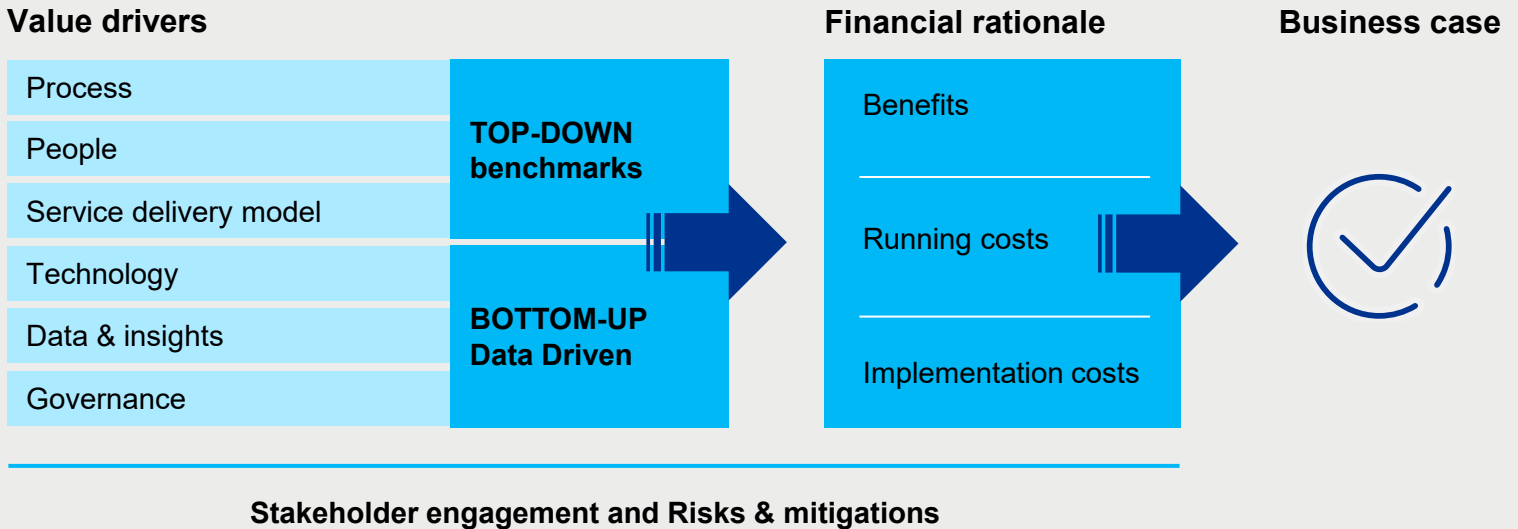 Value drivers
Financial rationale
Business case
Process
People
Service delivery model
Technology
Data & insights
Governance
TOP-DOWN
benchmarks
BOTTOM-UP
Data Driven
Benefits
Running costs
Implementation costs
Stakeholder engagement and Risks & mitigations